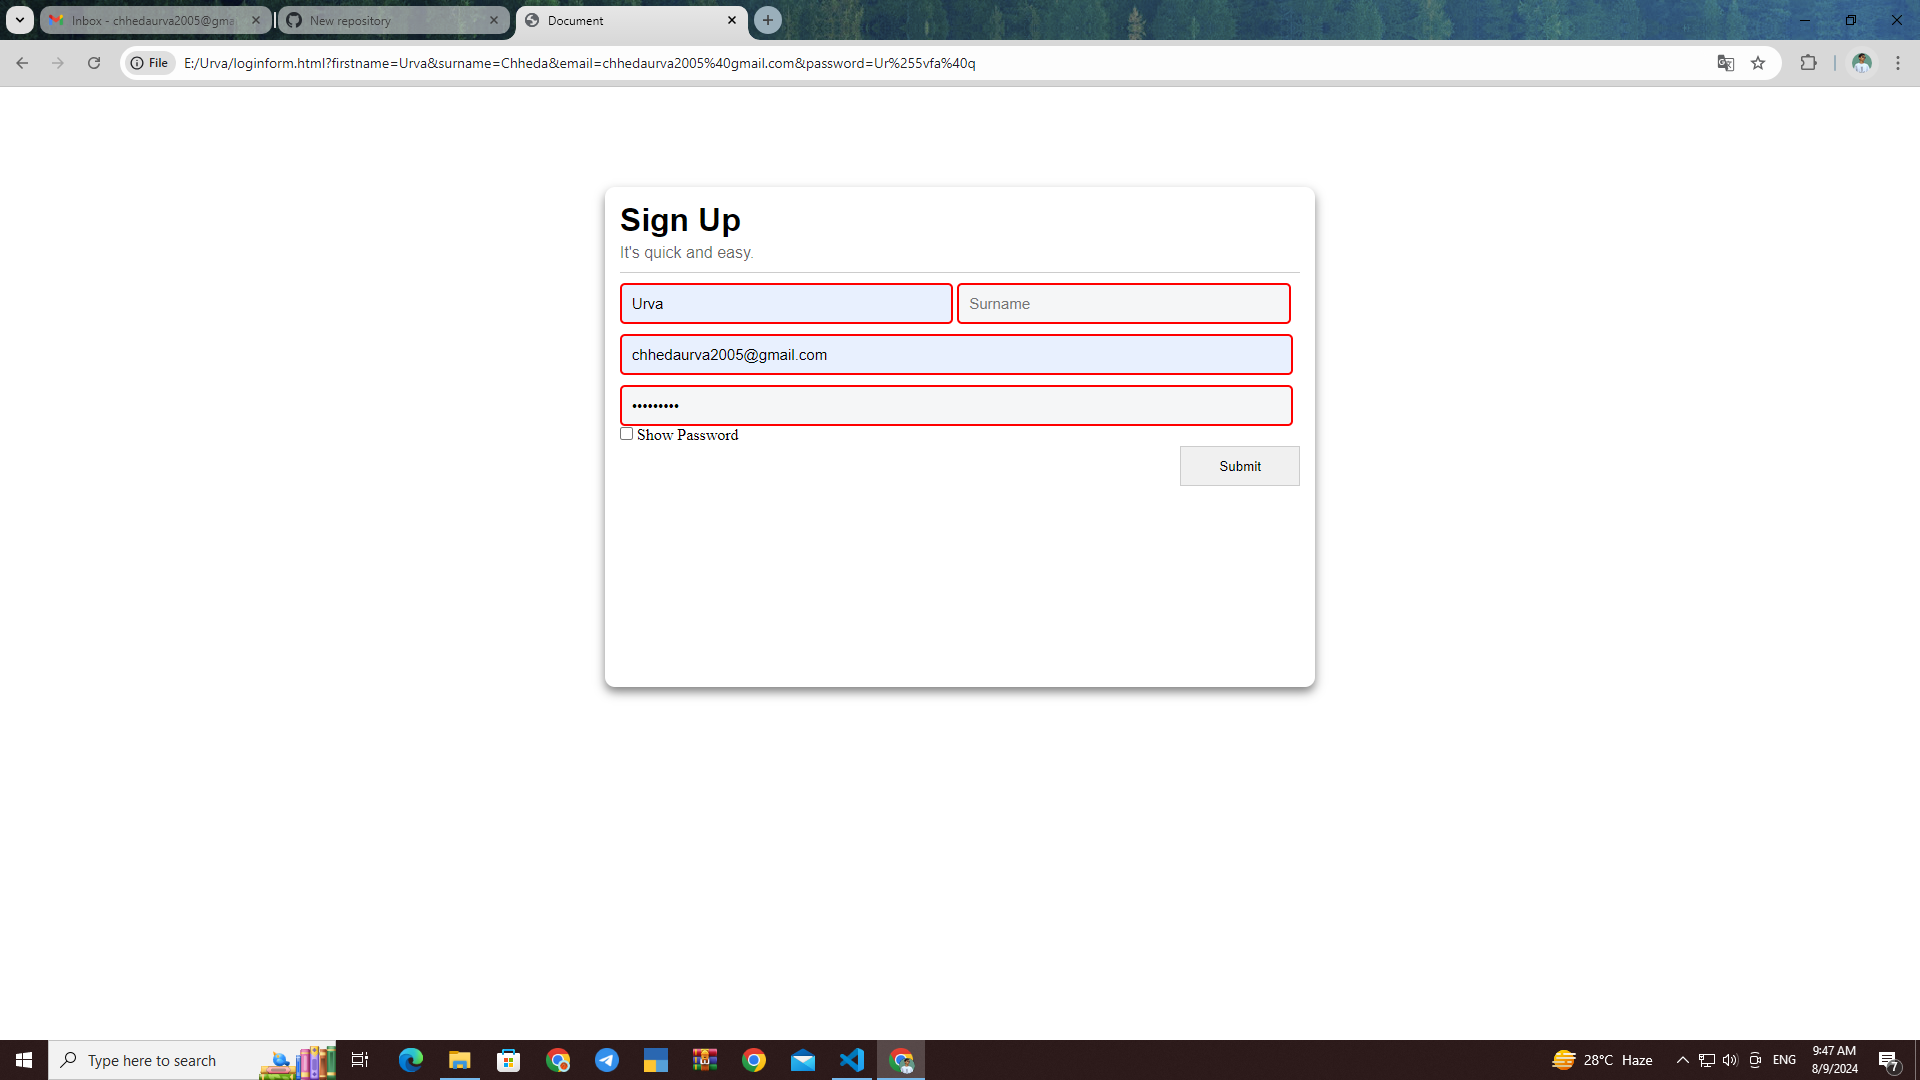 Inbox - chhedaurva2005@gma
New repository
Document
File
E:/Urva/loginform.html?firstname=Urva&surname=Chheda&email=chhedaurva2005%40gmail.com&password=Ur%255vfa%40q
Sign Up
It's quick and easy.
Urva
Surname
chhedaurva2005@gmail.com
•••••••••
Show Password
Submit
Type here to search
28°C Haze
ENG
9:47 AM
8/9/2024
7